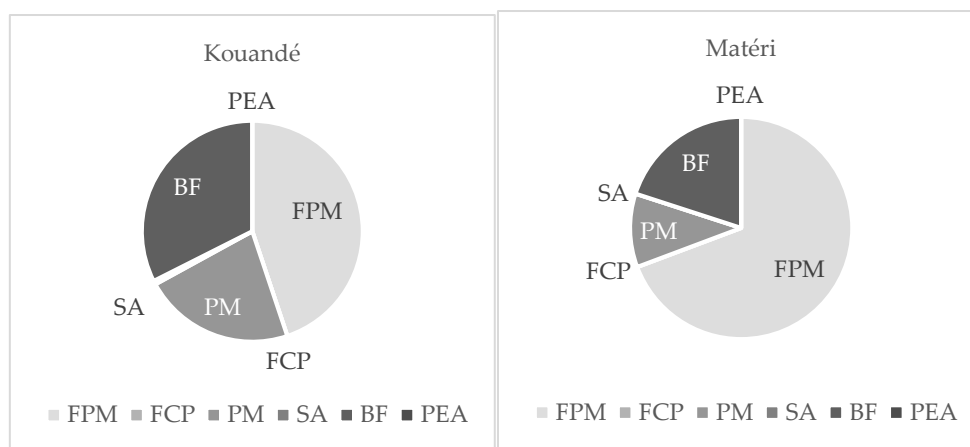 Kouandé
PEA
BF
FPM
SA
PM
FCP
FPM FCP PM SA BF PEA
Matéri
PEA
BF
SA
PM
FCP
FPM
FPM FCP PM SA BF PEA